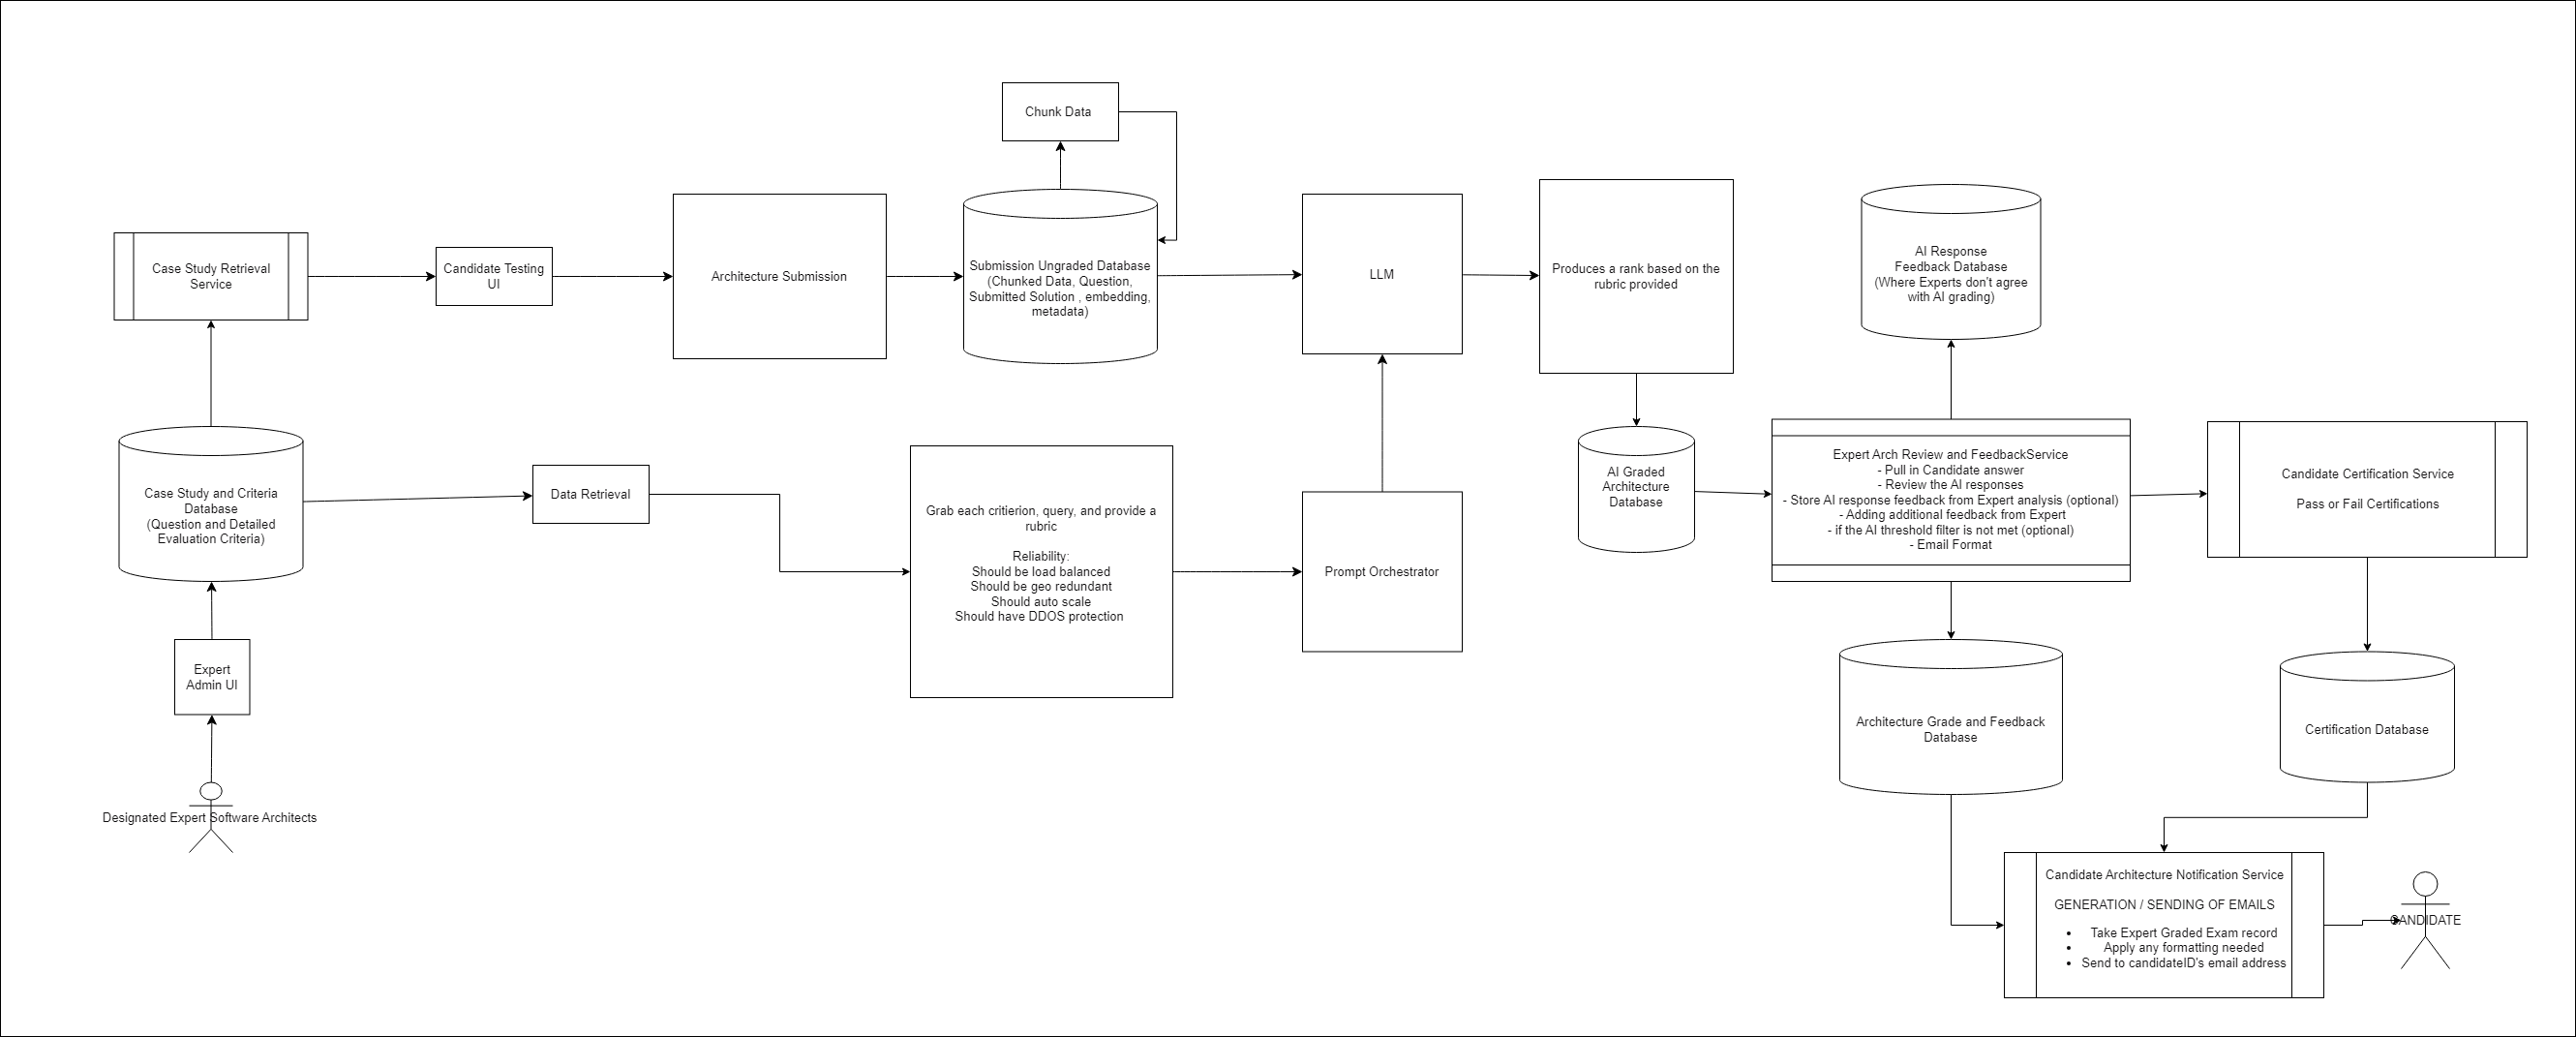 Chunk Data
Case Study Retrieval
Service
Candidate Testing
UI
Architecture Submission
Submission Ungraded Database
(Chunked Data, Question,
Submitted Solution , embedding,
metadata)
LLM
Produces a rank based on the
rubric provided
AI Response
Feedback Database
(Where Experts don't agree
with AI grading)
Case Study and Criteria
Database
(Question and Detailed
Evaluation Criteria)
Data Retrieval
Grab each critierion, query, and provide a
rubric
Reliability:
Should be load balanced
Should be geo redundant
Should auto scale
Should have DDOS protection
Prompt Orchestrator
AI Graded
Architecture
Database
Expert Arch Review and FeedbackService
- Pull in Candidate answer
- Review the AI responses
- Store AI response feedback from Expert analysis (optional)
- Adding additional feedback from Expert
- if the AI threshold filter is not met (optional)
- Email Format
Candidate Certification Service
Pass or Fail Certifications
Expert
Admin UI
Designated Expert Software Architects
Architecture Grade and Feedback
Database
Certification Database
Candidate Architecture Notification Service
GENERATION / SENDING OF EMAILS
• Take Expert Graded Exam record
• Apply any formatting needed
• Send to candidateID's email address
CANDIDATE